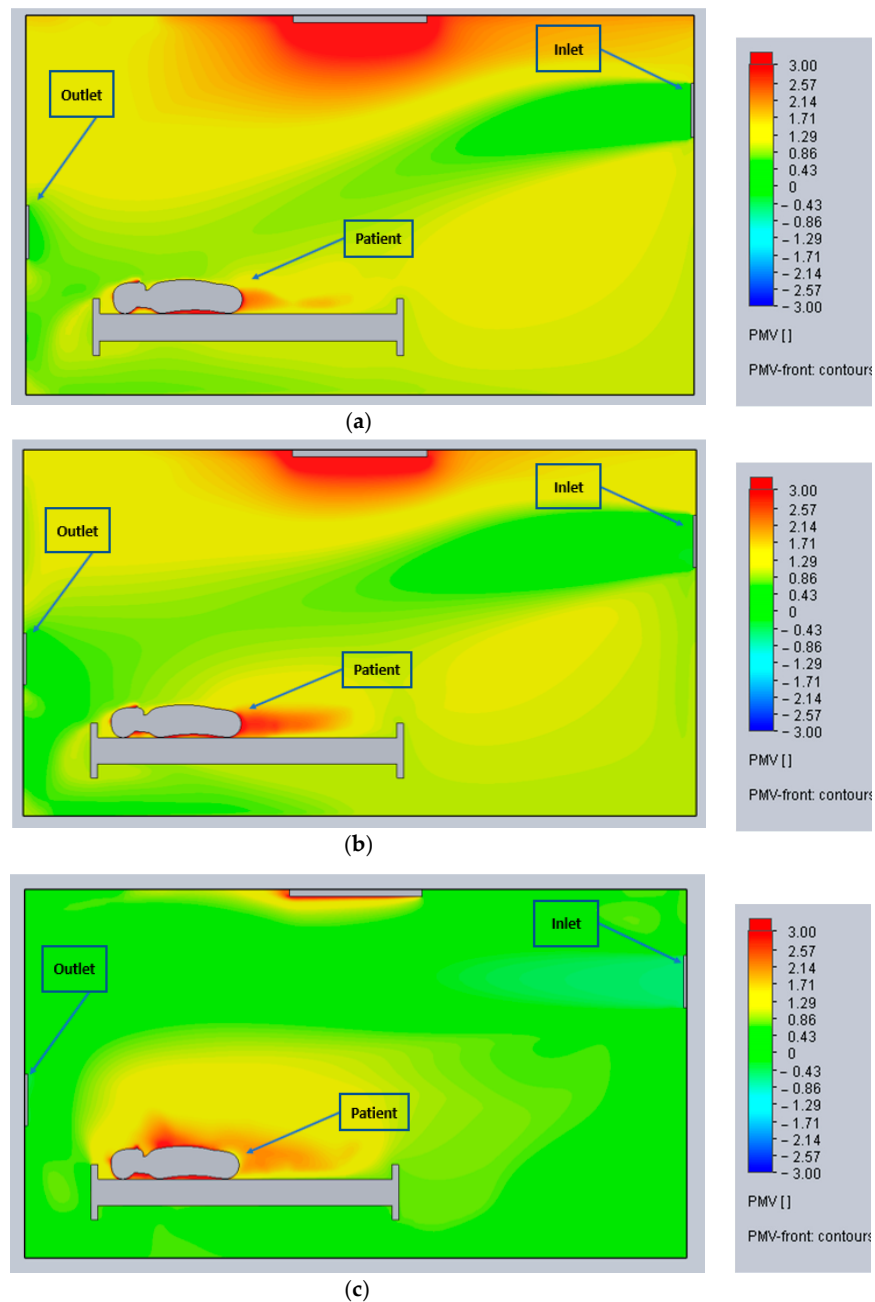 Inlet
Outlet
Patient
3.00
2.57
2.14
1.71
1.29
0.86
0.43
0
– 0.43
– 0.86
– 1.29
– 1.71
– 2.14
– 2.57
– 3.00
PMV [ ]
PMV-front: contours
(a)
Inlet
Outlet
Patient
3.00
2.57
2.14
1.71
1.29
0.86
0.43
0
– 0.43
– 0.86
– 1.29
– 1.71
– 2.14
– 2.57
– 3.00
PMV [ ]
PMV-front: contours
(b)
Inlet
Outlet
Patient
3.00
2.57
2.14
1.71
1.29
0.86
0.43
0
– 0.43
– 0.86
– 1.29
– 1.71
– 2.14
– 2.57
– 3.00
PMV [ ]
PMV-front: contours
(c)